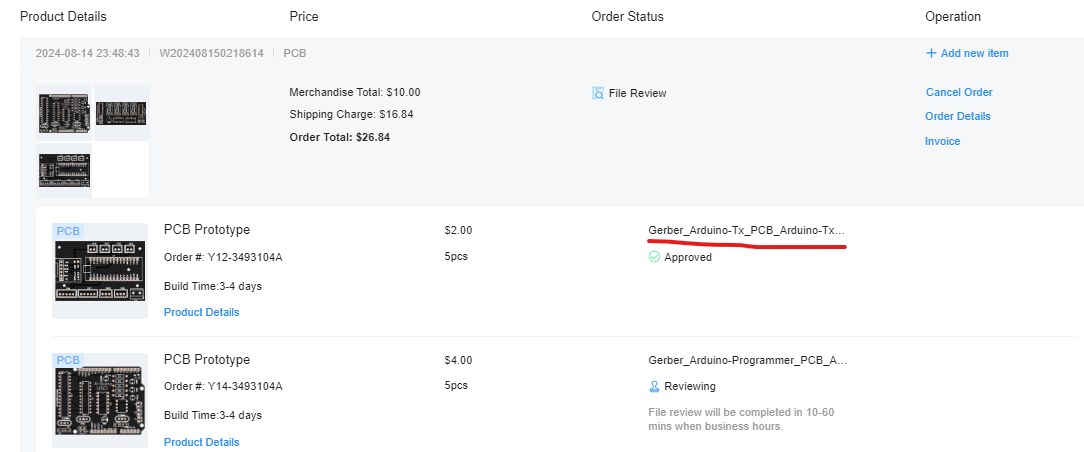 Product Details Price Order Status Operation
2024-08-14 23:48:43 W202408150218614 PCB + Add new item
Merchandise Total: $10.00 File Review Cancel Order
Shipping Charge: $16.84 Order Details
Order Total: $26.84 Invoice
PCB PCB Prototype $2.00 Gerber_Arduino-Tx_PCB_Arduino-Tx...
Order #: Y12-3493104A 5pcs Approved
Build Time:3-4 days
Product Details
PCB PCB Prototype $4.00 Gerber_Arduino-Programmer_PCB_A...
Order #: Y14-3493104A 5pcs Reviewing
Build Time:3-4 days File review will be completed in 10-60
mins when business hours.
Product Details